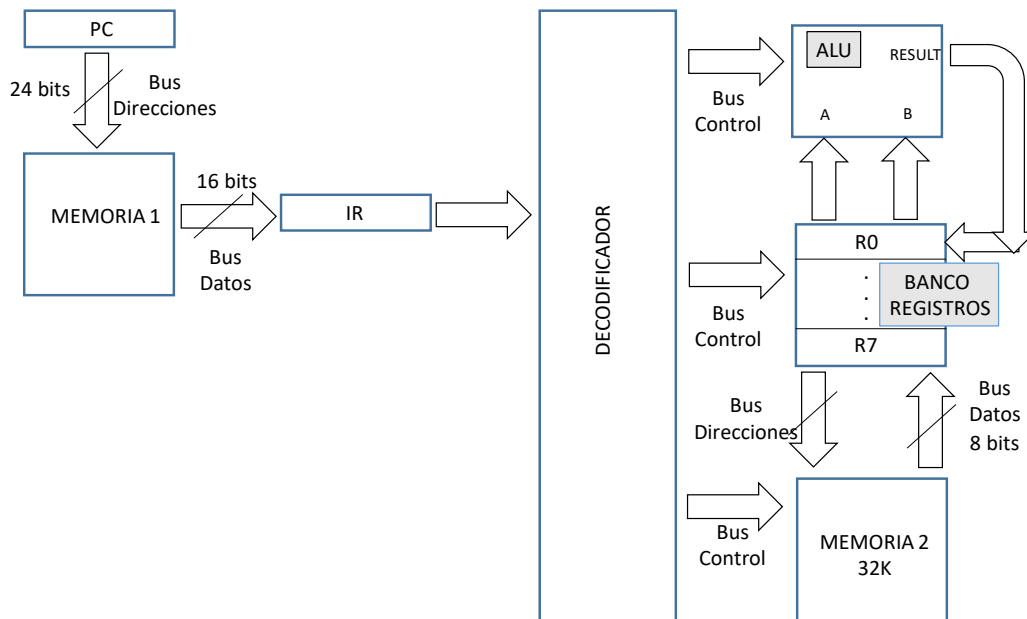 PC
24 bits
Bus
Direcciones
MEMORIA 1
16 bits
Bus
Datos
IR
DECODIFICADOR
Bus
Control
ALU
RESULT
A
B
Bus
Control
R0
.
.
.
BANCO
REGISTROS
R7
Bus
Direcciones
Bus
Datos
8 bits
Bus
Control
MEMORIA 2
32K